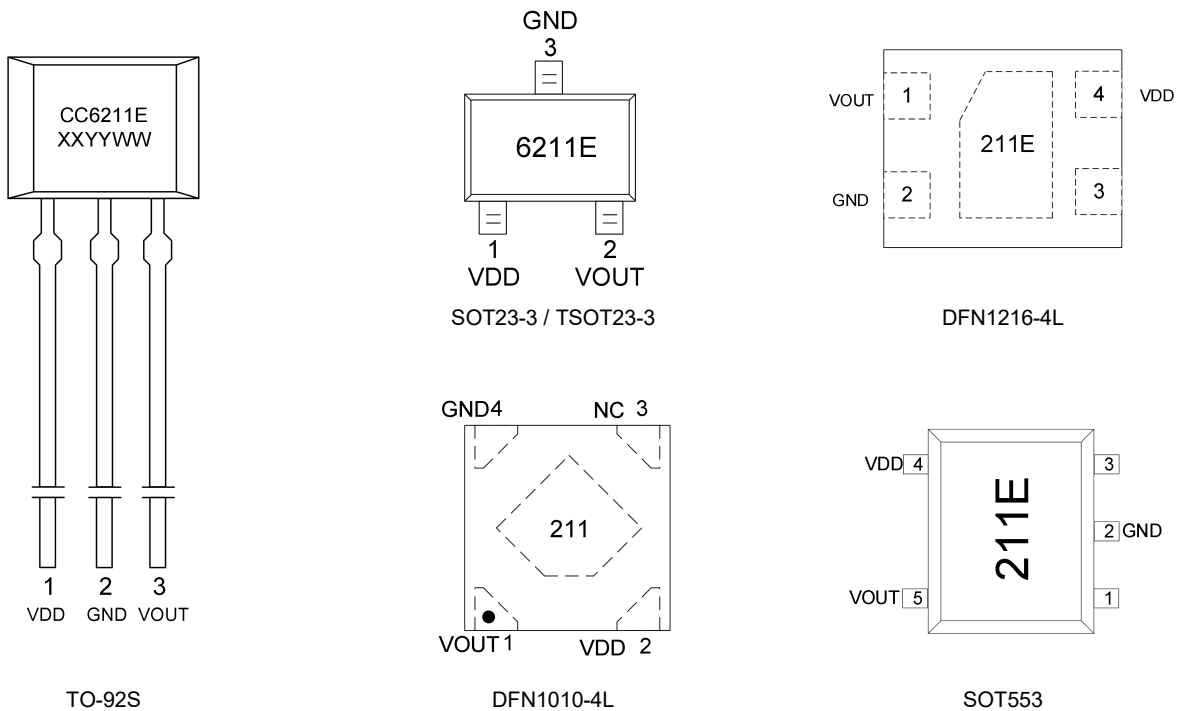 CC6211E
XXYYWW
1 2 3
VDD GND VOUT
TO-92S
GND
3
6211E
1 2
VDD VOUT
SOT23-3 / TSOT23-3
VOUT 1 4 VDD
211E
GND 2 3
DFN1216-4L
GND4 NC 3
211
VOUT1 VDD 2
DFN1010-4L
VDD 4 3
211E
2 GND
VOUT 5 1
SOT553